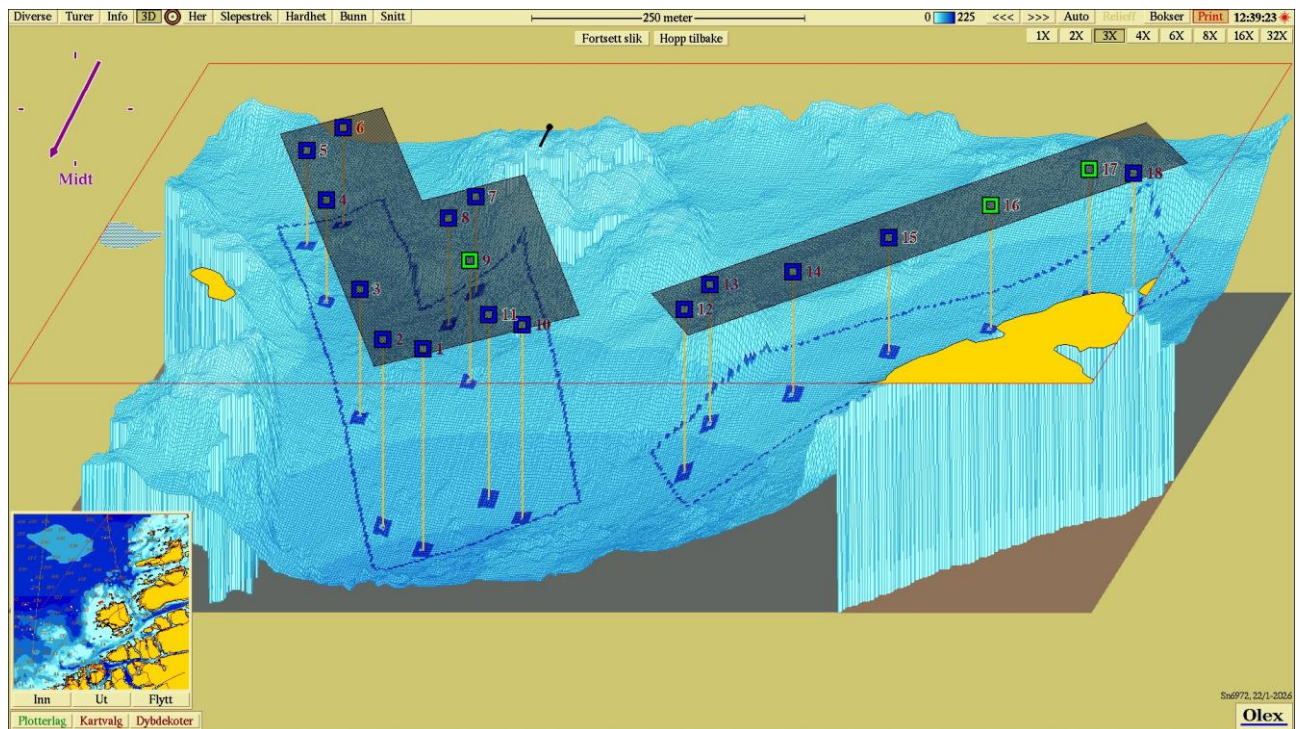 Diverse Turer Info 3D Her Slepestrek Hardhet Bunn Snitt 250 meter 0 225 <<< >>> Auto Relieff Bokser Print 12:39:23
Fortsett slik Hopp tilbake 1X 2X 3X 4X 6X 8X 16X 32X
Midt
6
5
4
7
8
9
3
11
10
2
1
17
18
16
15
14
13
12
Inn Ut Flytt
Plotterlag Kartvalg Dybdekoter
Sn6972, 22/1-2026
Olex